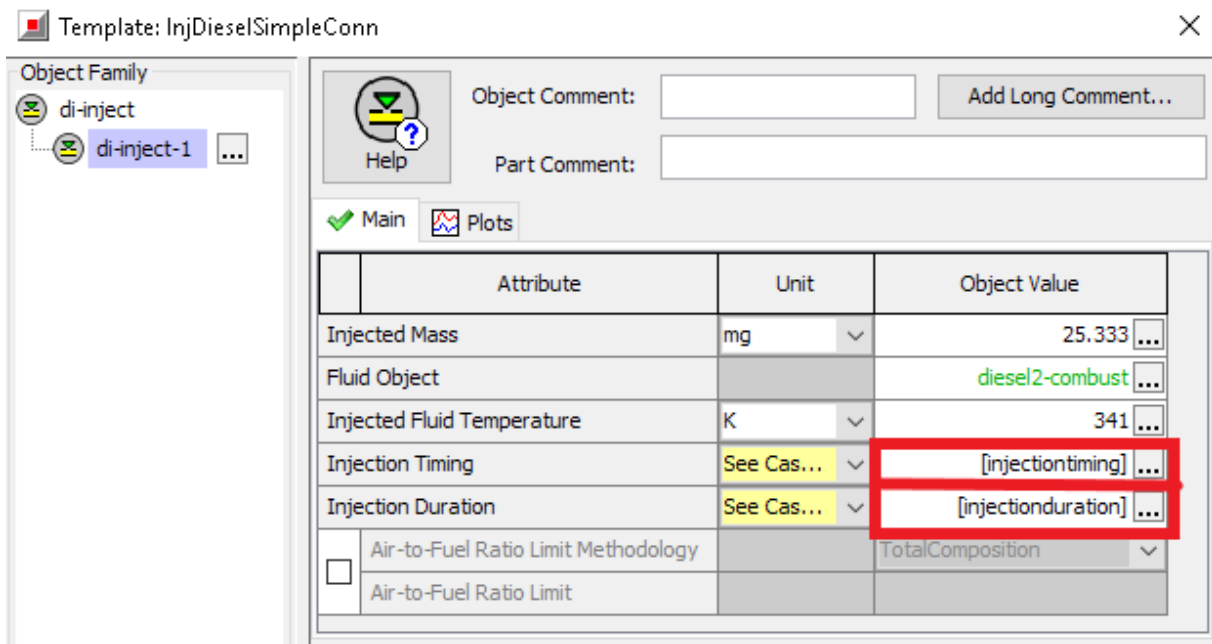 Template: InjDieselSimpleConn
Object Family
di-inject
di-inject-1 ...
Help
Object Comment:
Add Long Comment...
Part Comment:
Main Plots
Attribute Unit Object Value
Injected Mass mg 25.333 ...
Fluid Object diesel2-combust ...
Injected Fluid Temperature K 341 ...
Injection Timing See Cas... [injectiontiming] ...
Injection Duration See Cas... [injectionduration] ...
Air-to-Fuel Ratio Limit Methodology TotalComposition
Air-to-Fuel Ratio Limit